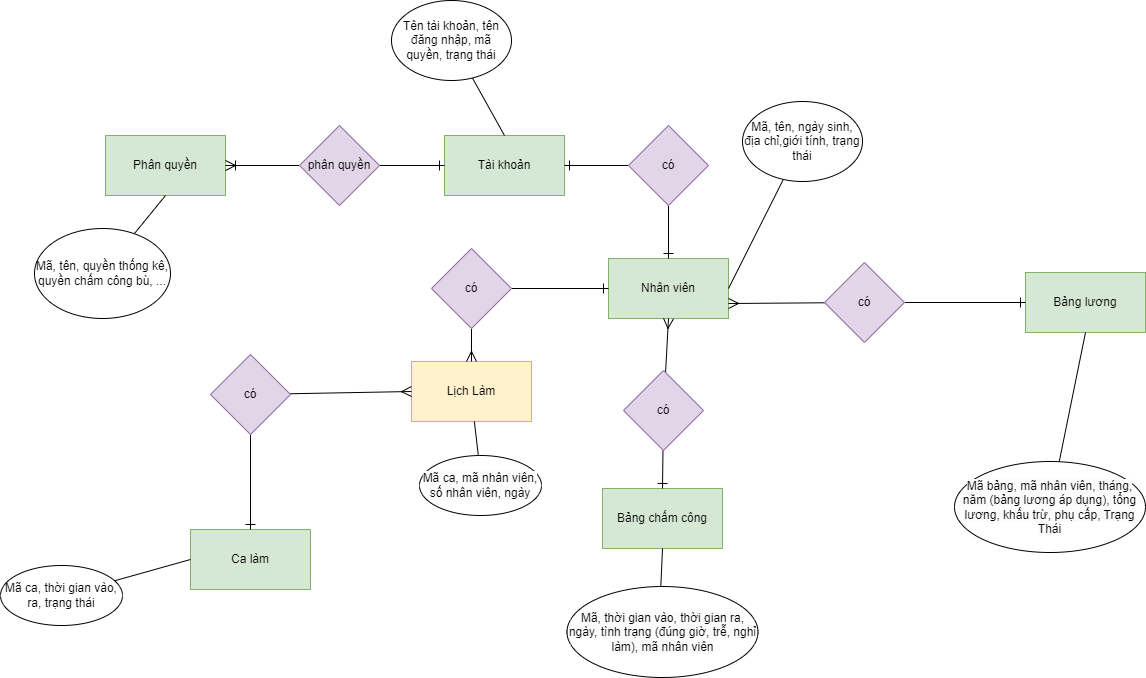 Tên tài khoản, tên
đăng nhập, mã
quyền, trạng thái
Mã, tên, ngày sinh,
địa chỉ,giới tính, trạng
thái
Phân quyền
phân quyền
Tài khoản
có
Mã, tên, quyền thống kê,
quyền chấm công bù, ...
có
Nhân viên
có
Bảng lương
có
Lịch Làm
có
Mã ca, mã nhân viên,
số nhân viên, ngày
Mã bảng, mã nhân viên, tháng,
năm (bảng lương áp dụng), tổng
lương, khấu trừ, phụ cấp, Trạng
Thái
Bảng chấm công
Ca làm
Mã ca, thời gian vào,
ra, trạng thái
Mã, thời gian vào, thời gian ra,
ngày, tình trạng (đúng giờ, trễ, nghỉ
làm), mã nhân viên